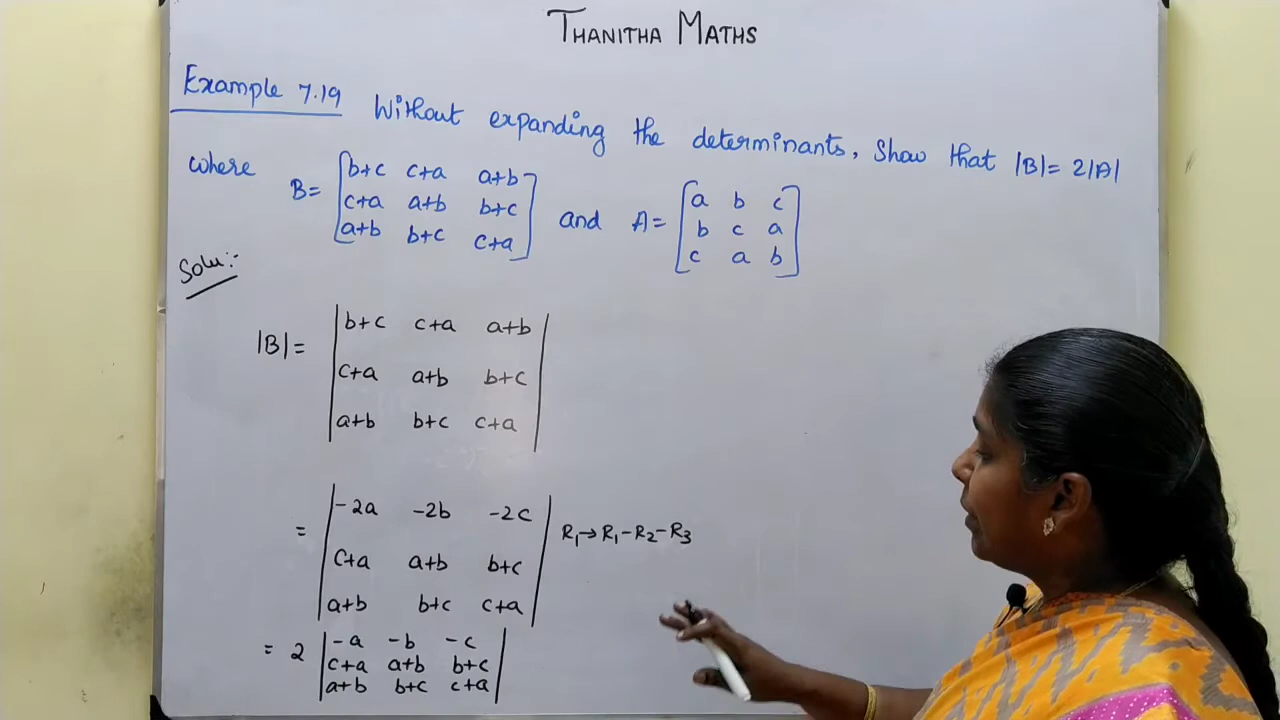 THANITHA MATHS
Example 7.19 Without expanding the determinants, Show that |B| = 2|A|
where B = [b+c c+a a+b
c+a a+b b+c
a+b b+c c+a] and A = [a b c
b c a
c a b]
Solu:-
|B| = |b+c c+a a+b
c+a a+b b+c
a+b b+c c+a|
= |-2a -2b -2c
c+a a+b b+c
a+b b+c c+a| R₁→R₁-R₂-R₃
= 2 |-a -b -c
c+a a+b b+c
a+b b+c c+a|